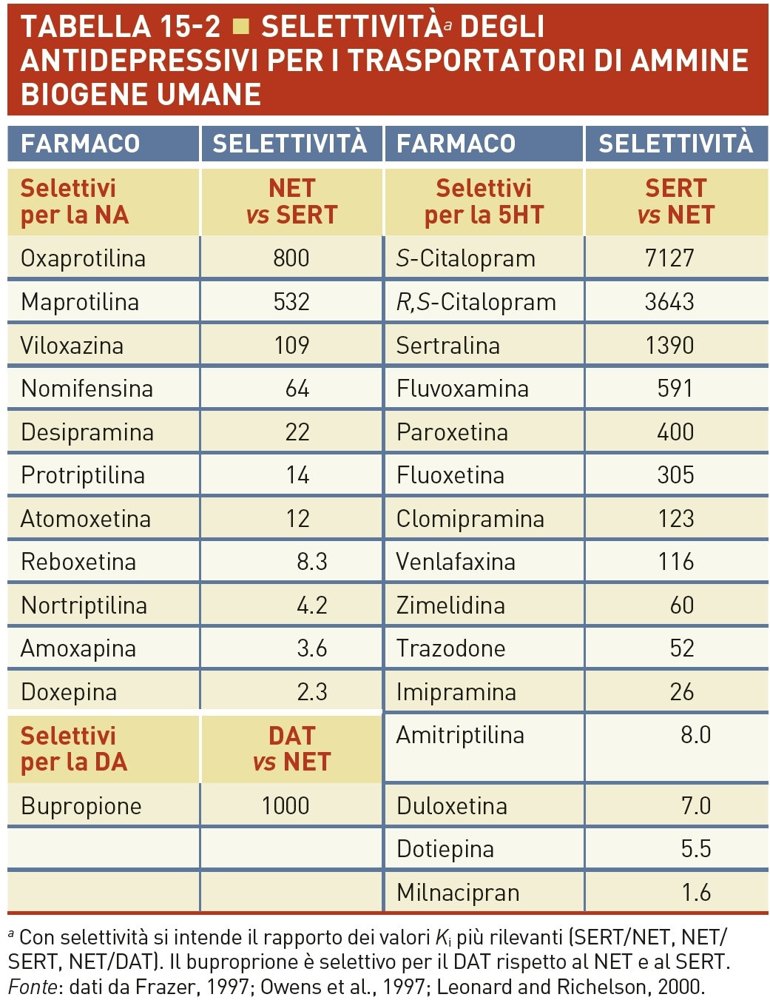 TABELLA 15-2 ■ SELETTIVITÀa DEGLI
ANTIDEPRESSIVI PER I TRASPORTATORI DI AMMINE
BIOGENE UMANE
FARMACO SELETTIVITÀ FARMACO SELETTIVITÀ
Selettivi NET Selettivi SERT
per la NA vs SERT per la 5HT vs NET
Oxaprotilina 800 S-Citalopram 7127
Maprotilina 532 R,S-Citalopram 3643
Viloxazina 109 Sertralina 1390
Nomifensina 64 Fluvoxamina 591
Desipramina 22 Paroxetina 400
Protriptilina 14 Fluoxetina 305
Atomoxetina 12 Clomipramina 123
Reboxetina 8.3 Venlafaxina 116
Nortriptilina 4.2 Zimelidina 60
Amoxapina 3.6 Trazodone 52
Doxepina 2.3 Imipramina 26
Selettivi DAT Amitriptilina 8.0
per la DA vs NET
Bupropione 1000 Duloxetina 7.0
Dotiepina 5.5
Milnacipran 1.6
a Con selettività si intende il rapporto dei valori Ki più rilevanti (SERT/NET, NET/
SERT, NET/DAT). Il buproprione è selettivo per il DAT rispetto al NET e al SERT.
Fonte: dati da Frazer, 1997; Owens et al., 1997; Leonard and Richelson, 2000.